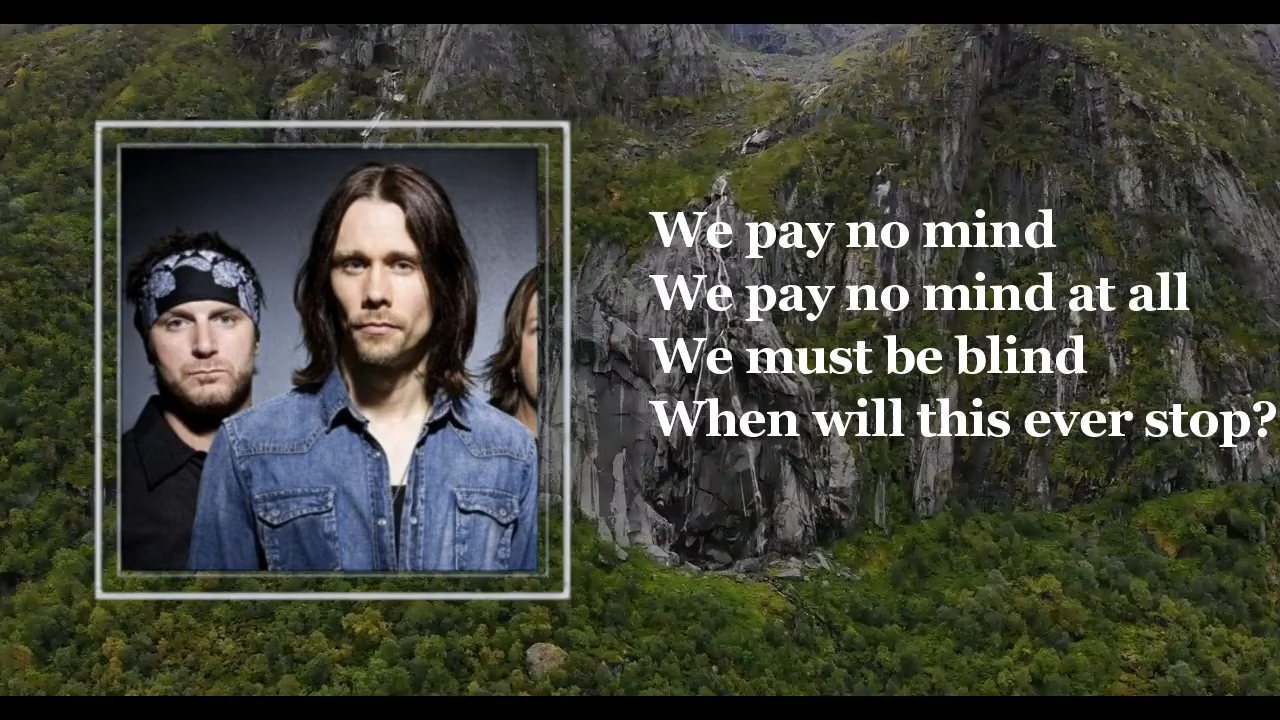 We pay no mind
We pay no mind at all
We must be blind
When will this ever stop?